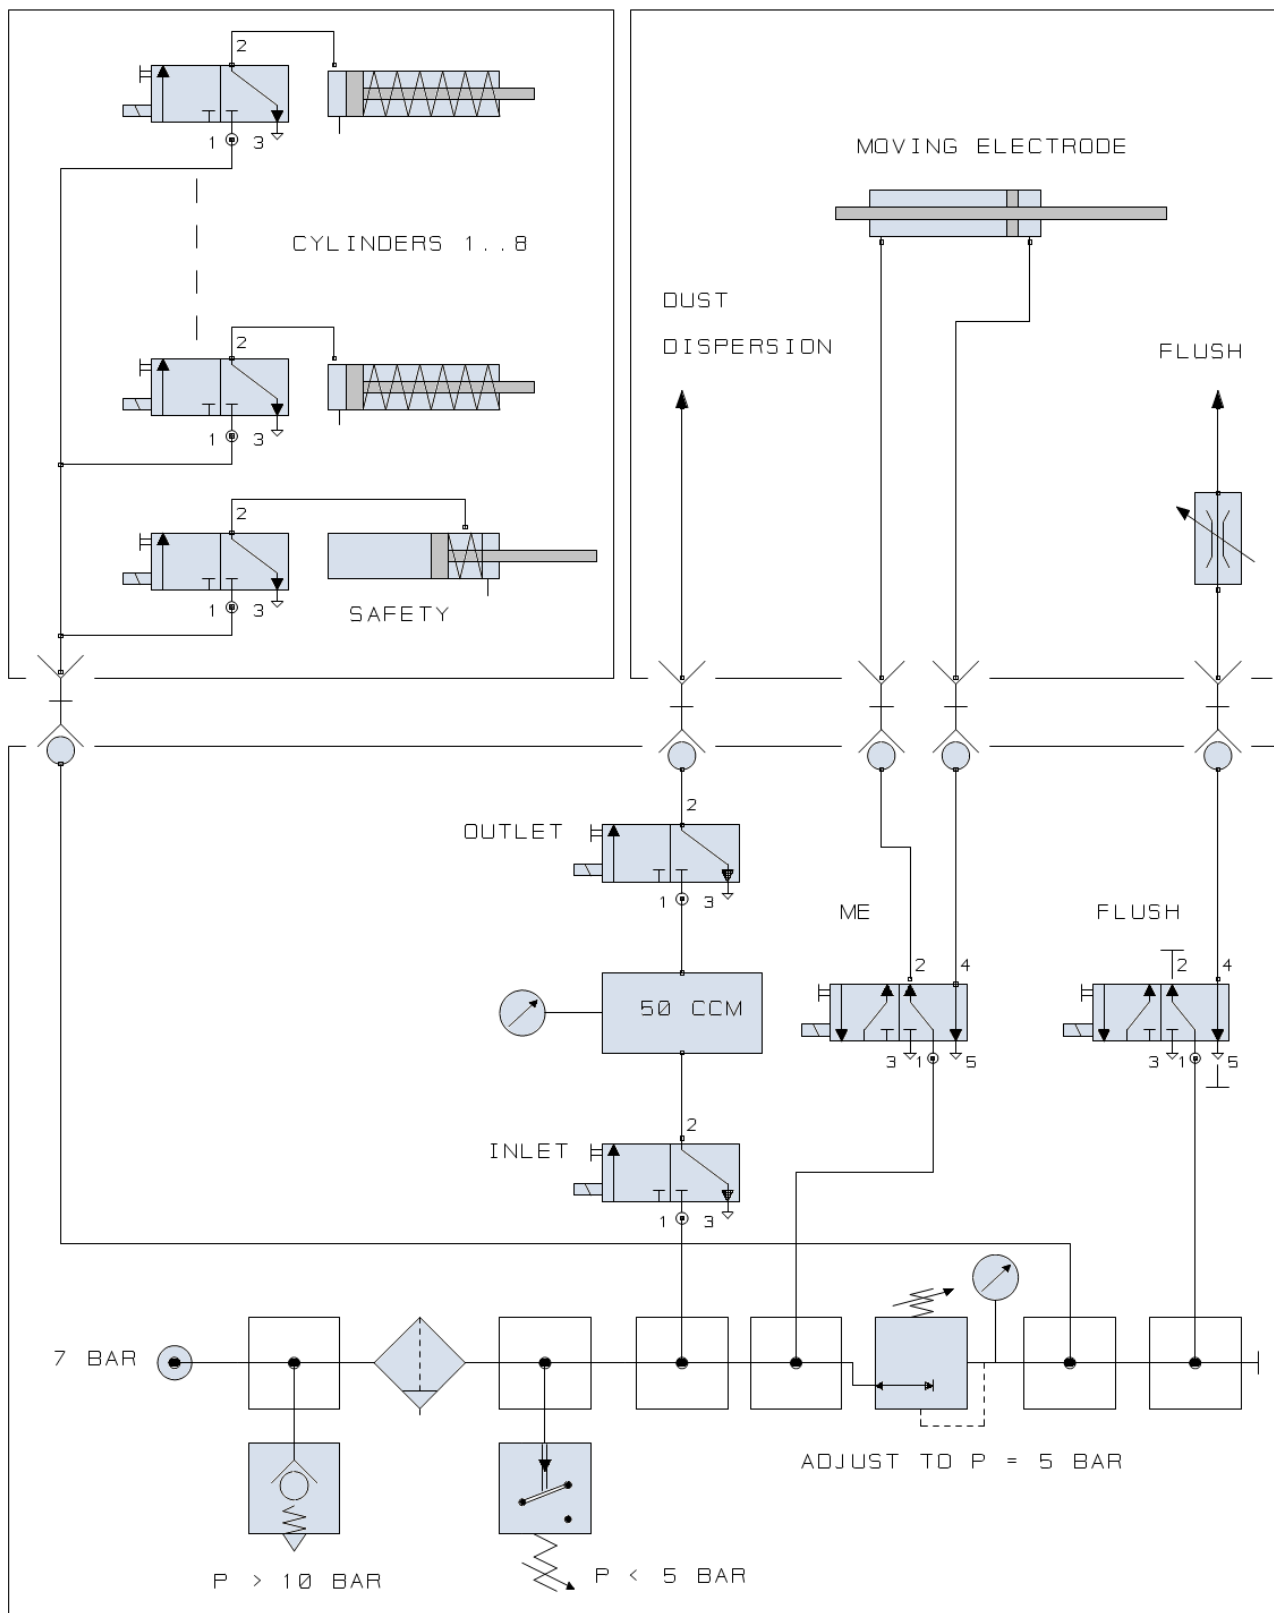 2
1 3
CYLINDERS 1..8
2
1 3
2
1 3
SAFETY
MOVING ELECTRODE
DUST
DISPERSION
FLUSH
2
OUTLET
1 3
50 CCM
2
INLET
1 3
ME
2 4
3 1 5
FLUSH
2 4
3 1 5
7 BAR
ADJUST TO P = 5 BAR
P > 10 BAR
P < 5 BAR